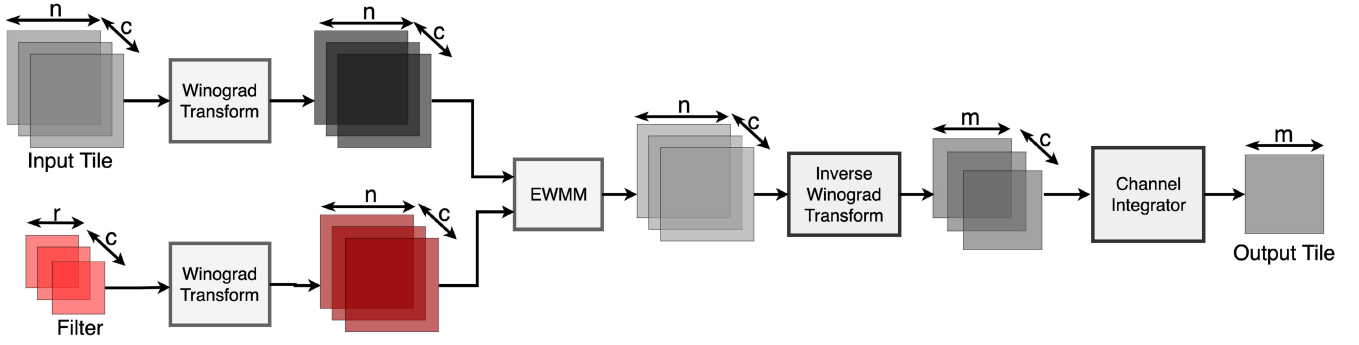 n
c
Winograd
Transform
Input Tile
n
c
r
c
Winograd
Transform
Filter
n
c
EWMM
n
c
Inverse
Winograd
Transform
m
c
Channel
Integrator
m
Output Tile